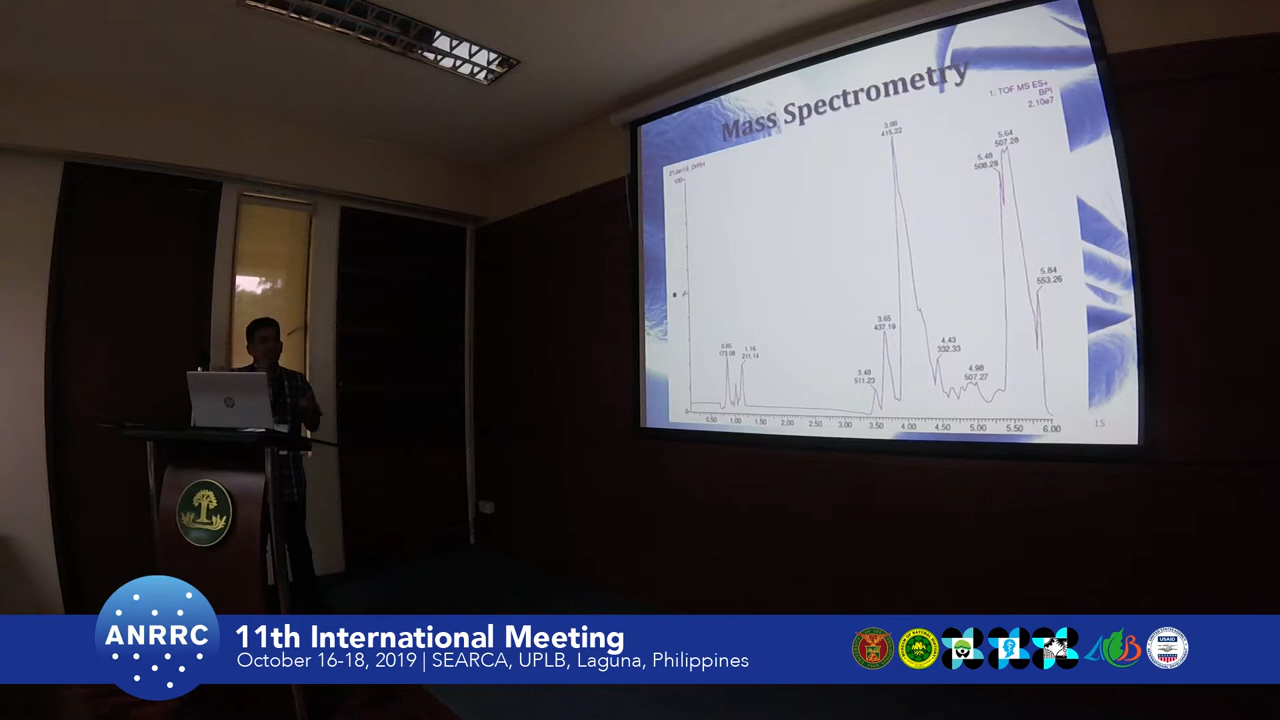 Mass Spectrometry
1: TOF MS ES+
BPI
2.10e7
100
3.98
415.22
5.64
507.28
5.48
508.28
5.84
553.26
3.65
437.19
0.85
173.08
1.16
211.14
4.43
332.33
3.48
511.23
4.98
507.27
0.50 1.00 1.50 2.00 2.50 3.00 3.50 4.00 4.50 5.00 5.50 6.00
15
ANRRC
11th International Meeting
October 16-18, 2019 | SEARCA, UPLB, Laguna, Philippines
USAID